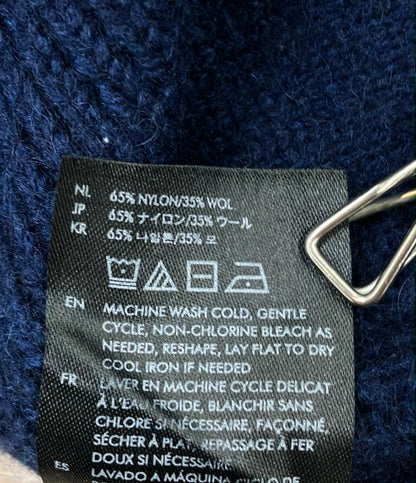 NL 65% NYLON/35% WOL
JP 65% ナイロン/35% ウール
KR 65% 나일론/35% 모
EN MACHINE WASH COLD, GENTLE
CYCLE, NON-CHLORINE BLEACH AS
NEEDED, RESHAPE, LAY FLAT TO DRY
COOL IRON IF NEEDED
FR LAVER EN MACHINE CYCLE DELICAT
À L'EAU FROIDE, BLANCHIR SANS
CHLORE SI NÉCESSAIRE, FAÇONNÉ,
SÉCHER À PLAT, REPASSAGE À FER
DOUX SI NÉCESSAIRE
ES LAVADO A MÁQUINA CICLO DE